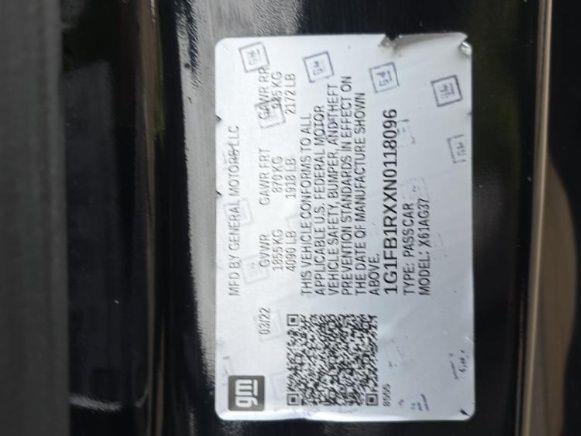 gm
03/22
MFD BY GENERAL MOTORS LLC
GVWR GAWR FRT GAWR RR
1855 KG 870 KG 985 KG
4090 LB 1918 LB 2172 LB
THIS VEHICLE CONFORMS TO ALL
APPLICABLE U.S. FEDERAL MOTOR
VEHICLE SAFETY, BUMPER, AND THEFT
PREVENTION STANDARDS IN EFFECT ON
THE DATE OF MANUFACTURE SHOWN
ABOVE.
1G1FB1RXXN0118096
TYPE: PASS CAR
MODEL: X61AG37